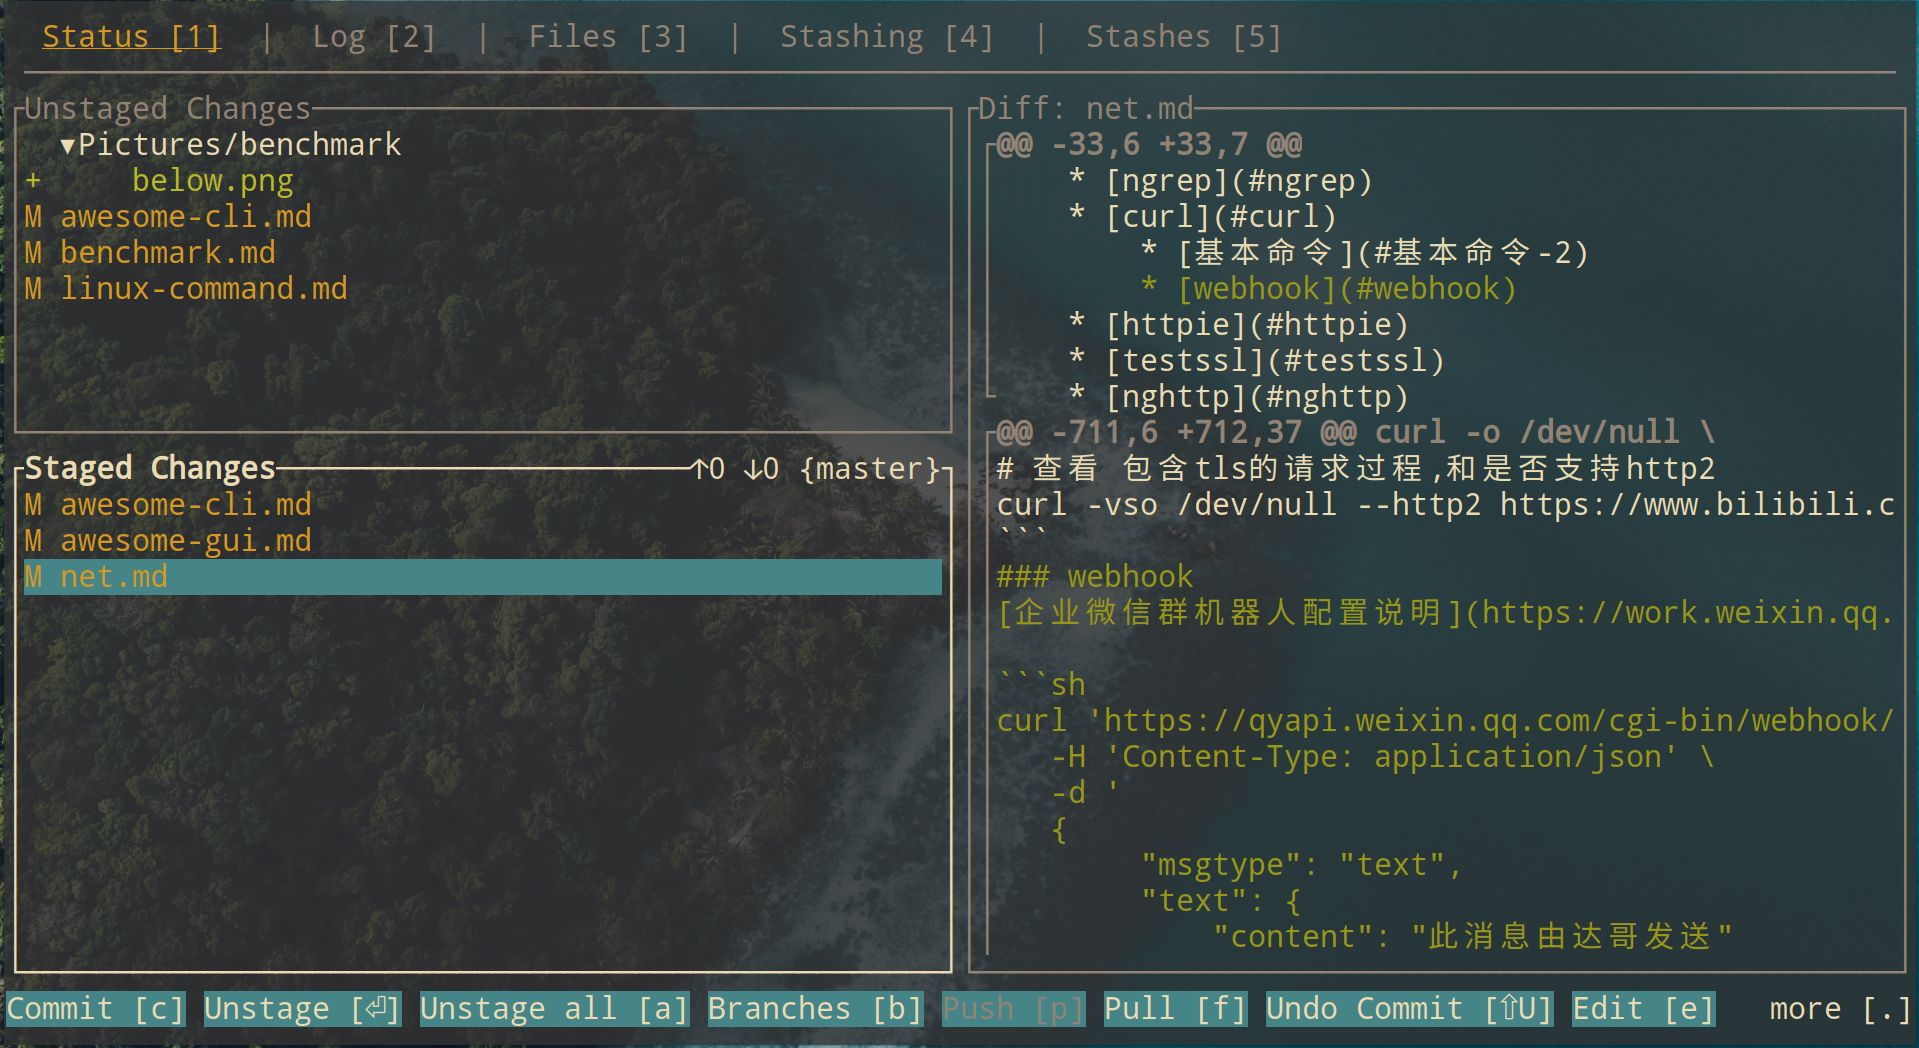 Status [1] | Log [2] | Files [3] | Stashing [4] | Stashes [5]
Unstaged Changes
▾Pictures/benchmark
+ below.png
M awesome-cli.md
M benchmark.md
M linux-command.md
Staged Changes ↑0 ↓0 {master}
M awesome-cli.md
M awesome-gui.md
M net.md
Diff: net.md
@@ -33,6 +33,7 @@
* [ngrep](#ngrep)
* [curl](#curl)
* [基本命令](#基本命令-2)
* [webhook](#webhook)
* [httpie](#httpie)
* [testssl](#testssl)
* [nghttp](#nghttp)
@@ -711,6 +712,37 @@ curl -o /dev/null \
# 查看 包含tls的请求过程,和是否支持http2
curl -vso /dev/null --http2 https://www.bilibili.c
```
### webhook
[企业微信群机器人配置说明](https://work.weixin.qq.
```sh
curl 'https://qyapi.weixin.qq.com/cgi-bin/webhook/
-H 'Content-Type: application/json' \
-d '
{
"msgtype": "text",
"text": {
"content": "此消息由达哥发送"
Commit [c] Unstage [⏎] Unstage all [a] Branches [b] Push [p] Pull [f] Undo Commit [⇧U] Edit [e] more [.]